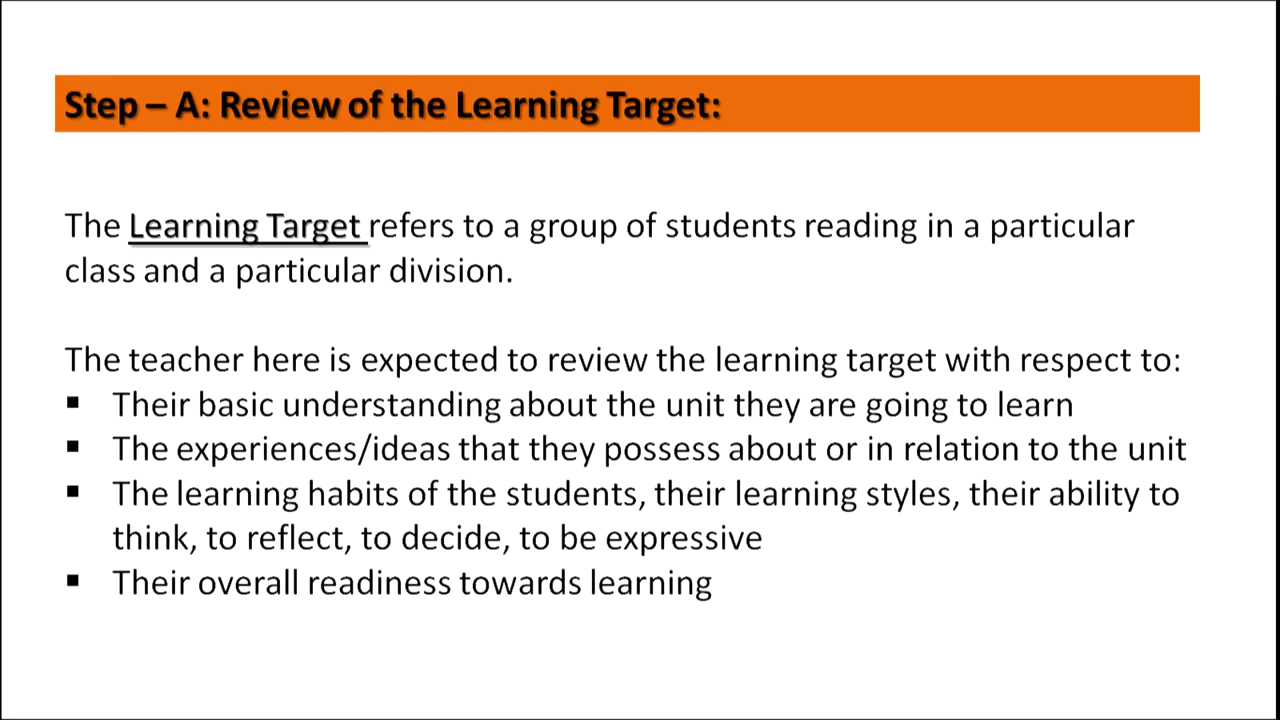 Step – A: Review of the Learning Target:
The Learning Target refers to a group of students reading in a particular
class and a particular division.
The teacher here is expected to review the learning target with respect to:
▪ Their basic understanding about the unit they are going to learn
▪ The experiences/ideas that they possess about or in relation to the unit
▪ The learning habits of the students, their learning styles, their ability to
think, to reflect, to decide, to be expressive
▪ Their overall readiness towards learning